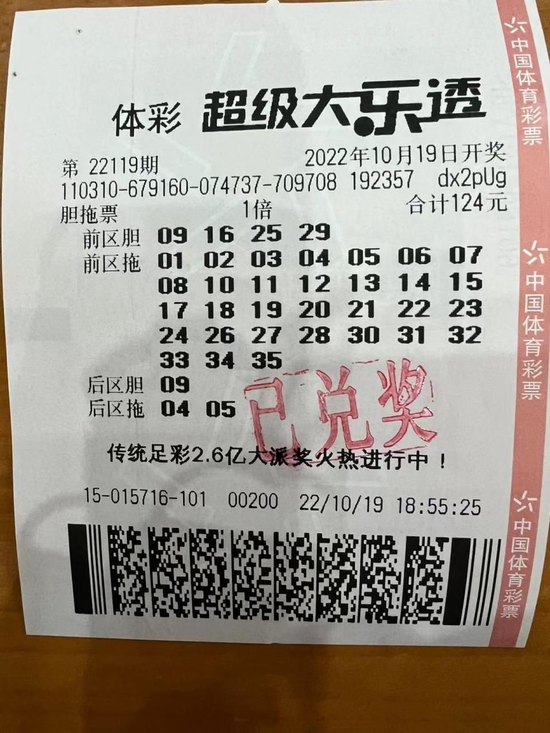 体彩 超级大乐透
第 22119期 2022年10月19日开奖
110310-679160-074737-709708 192357 dx2pUg
胆拖票 1倍 合计124元
前区胆 09 16 25 29
前区拖 01 02 03 04 05 06 07
08 10 11 12 13 14 15
17 18 19 20 21 22 23
24 26 27 28 30 31 32
33 34 35
后区胆 09
后区拖 04 05
已兑奖
传统足彩2.6亿大派奖火热进行中！
15-015716-101 00200 22/10/19 18:55:25
中国体育彩票
中国体育彩票
中国体育彩票